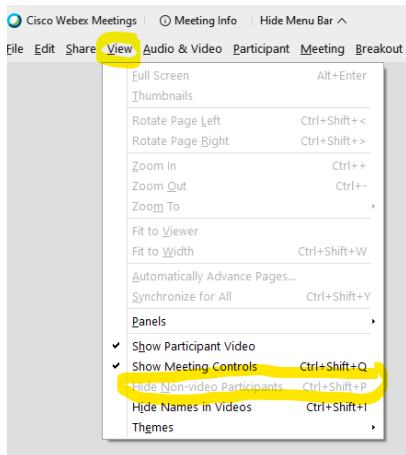 Cisco Webex Meetings Meeting Info Hide Menu Bar
File Edit Share View Audio & Video Participant Meeting Breakout
Full Screen Alt+Enter
Thumbnails
Rotate Page Left Ctrl+Shift+<
Rotate Page Right Ctrl+Shift+>
Zoom In Ctrl++
Zoom Out Ctrl+-
Zoom To
Fit to Viewer
Fit to Width Ctrl+Shift+W
Automatically Advance Pages...
Synchronize for All Ctrl+Shift+Y
Panels
Show Participant Video
Show Meeting Controls Ctrl+Shift+Q
Hide Non-video Participants Ctrl+Shift+P
Hide Names in Videos Ctrl+Shift+I
Themes